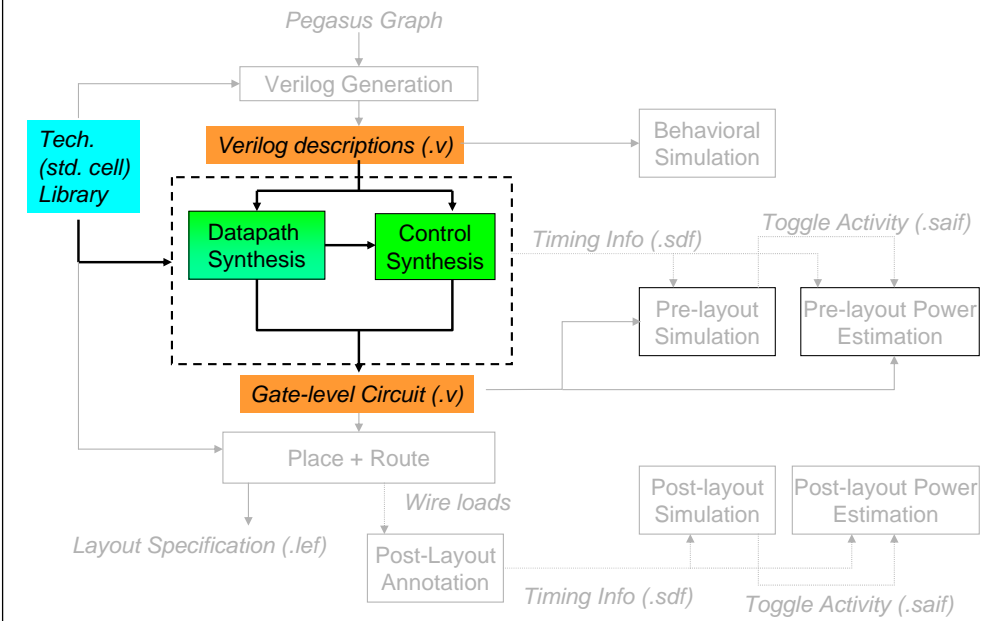 Pegasus Graph
Verilog Generation
Tech.
(std. cell)
Library
Verilog descriptions (.v)
Behavioral
Simulation
Datapath
Synthesis
Control
Synthesis
Timing Info (.sdf)
Toggle Activity (.saif)
Pre-layout
Simulation
Pre-layout Power
Estimation
Gate-level Circuit (.v)
Place + Route
Wire loads
Layout Specification (.lef)
Post-Layout
Annotation
Post-layout
Simulation
Post-layout Power
Estimation
Timing Info (.sdf)
Toggle Activity (.saif)